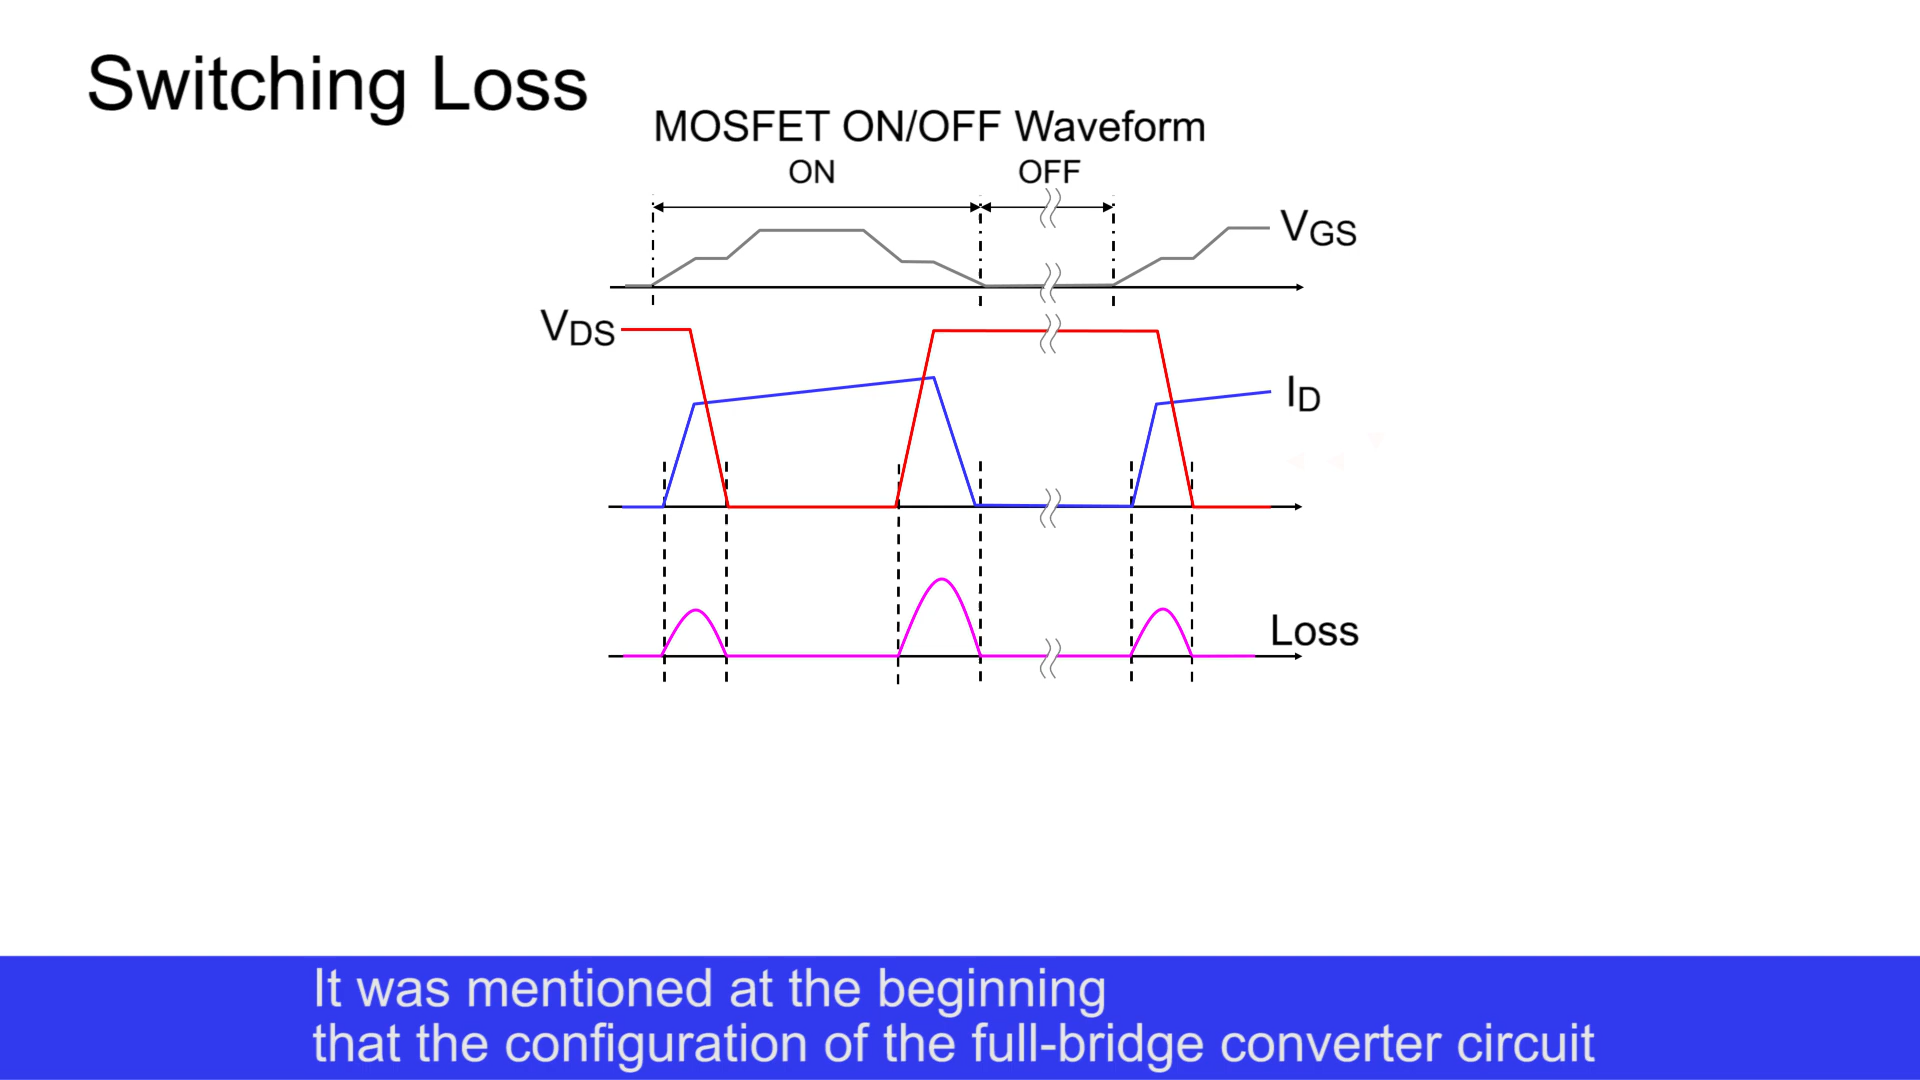 Switching Loss
MOSFET ON/OFF Waveform
ON OFF
VGS
VDS
ID
Loss
It was mentioned at the beginning
that the configuration of the full-bridge converter circuit